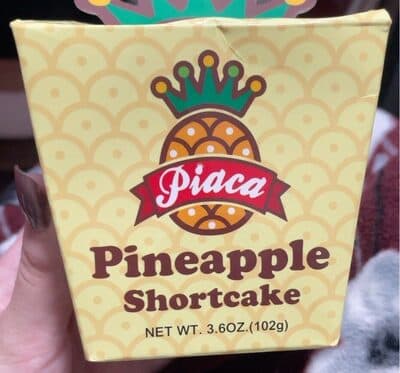 Piaca
Pineapple
Shortcake
NET WT. 3.6OZ.(102g)